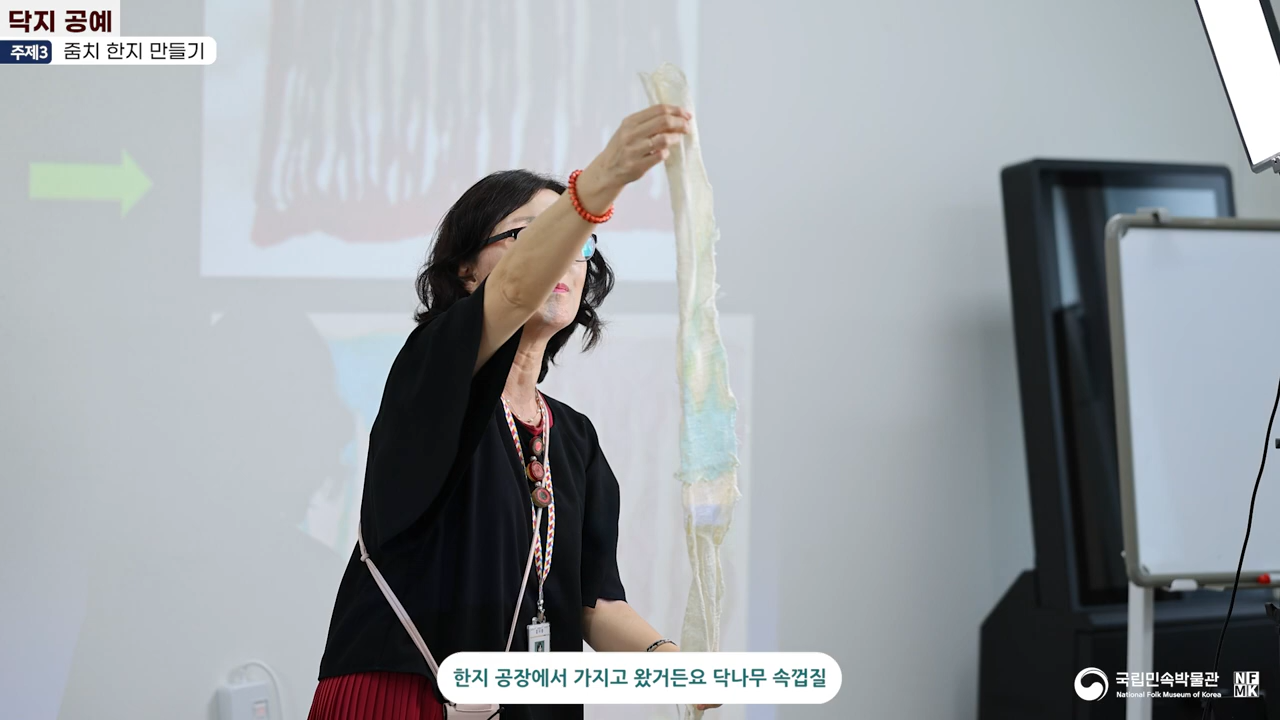 닥지 공예
주제3 줌치 한지 만들기
한지 공장에서 가지고 왔거든요 닥나무 속껍질
국립민속박물관
National Folk Museum of Korea
NF
MK